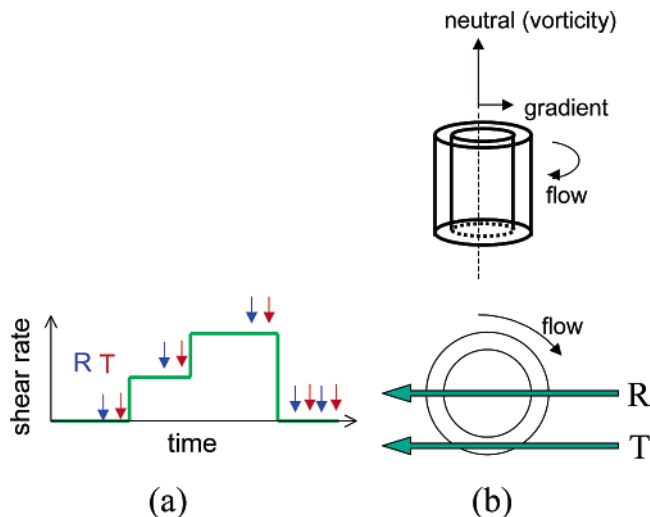 neutral (vorticity)
gradient
flow
shear rate
R T
time
flow
R
T
(a)
(b)